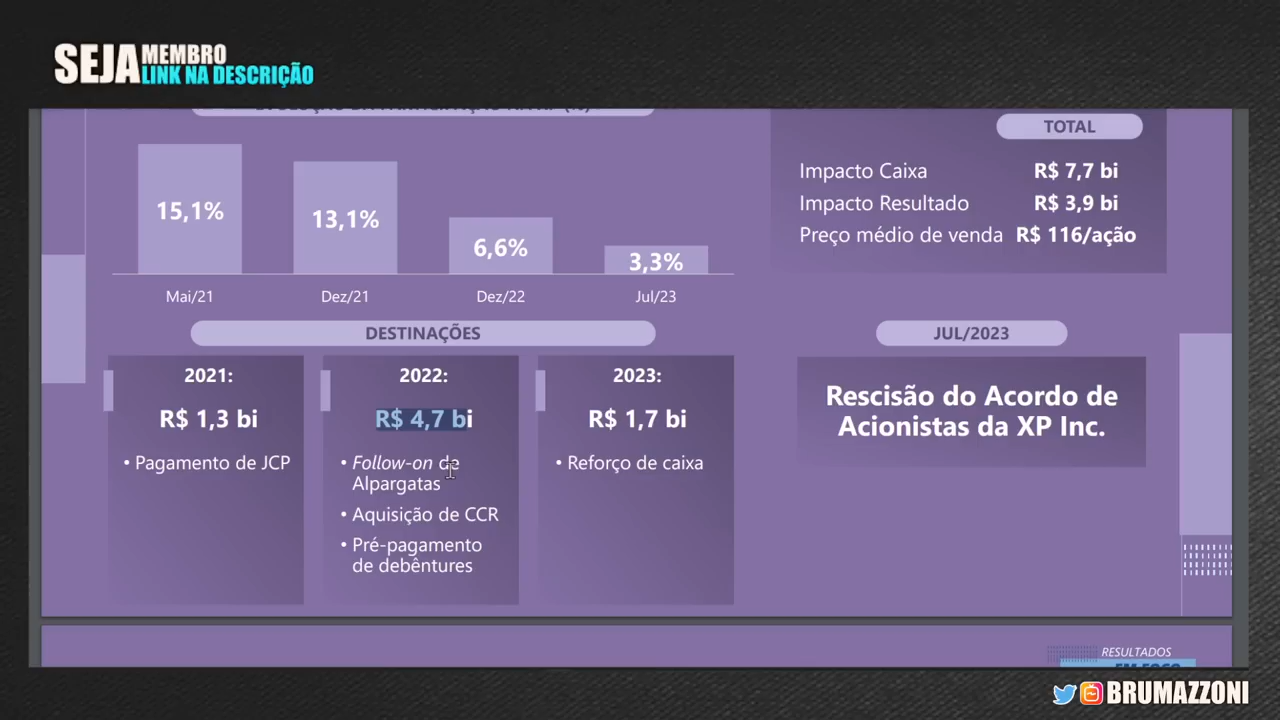 SEJA MEMBRO
LINK NA DESCRIÇÃO
TOTAL
Impacto Caixa R$ 7,7 bi
Impacto Resultado R$ 3,9 bi
Preço médio de venda R$ 116/ação
15,1% 13,1% 6,6% 3,3%
Mai/21 Dez/21 Dez/22 Jul/23
DESTINAÇÕES
2021:
R$ 1,3 bi
• Pagamento de JCP
2022:
R$ 4,7 bi
• Follow-on de
Alpargatas
• Aquisição de CCR
• Pré-pagamento
de debêntures
2023:
R$ 1,7 bi
• Reforço de caixa
JUL/2023
Rescisão do Acordo de
Acionistas da XP Inc.
RESULTADOS
EM FOCO
BRUMAZZONI